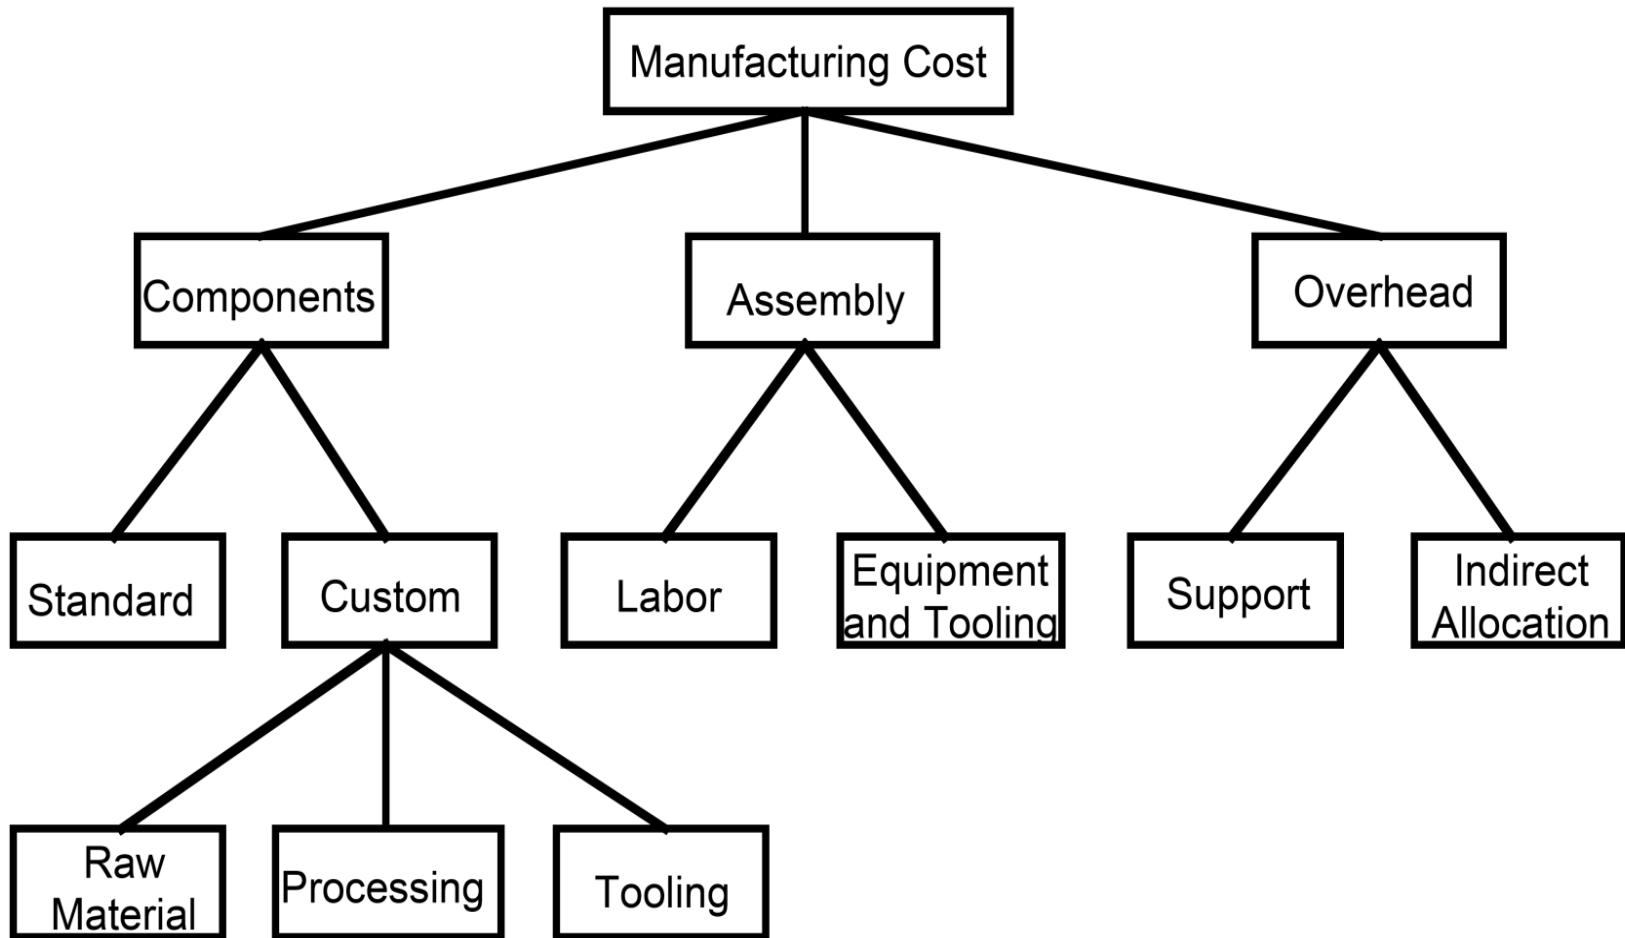 Manufacturing Cost
Components
Assembly
Overhead
Standard
Custom
Labor
Equipment
and Tooling
Support
Indirect
Allocation
Raw
Material
Processing
Tooling